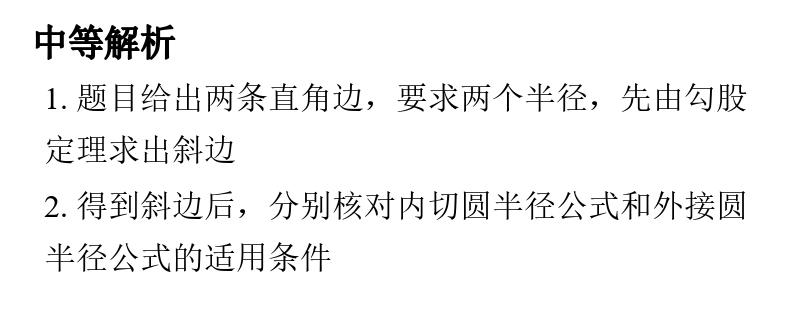 中等解析
1. 题目给出两条直角边，要求两个半径，先由勾股
定理求出斜边
2. 得到斜边后，分别核对内切圆半径公式和外接圆
半径公式的适用条件